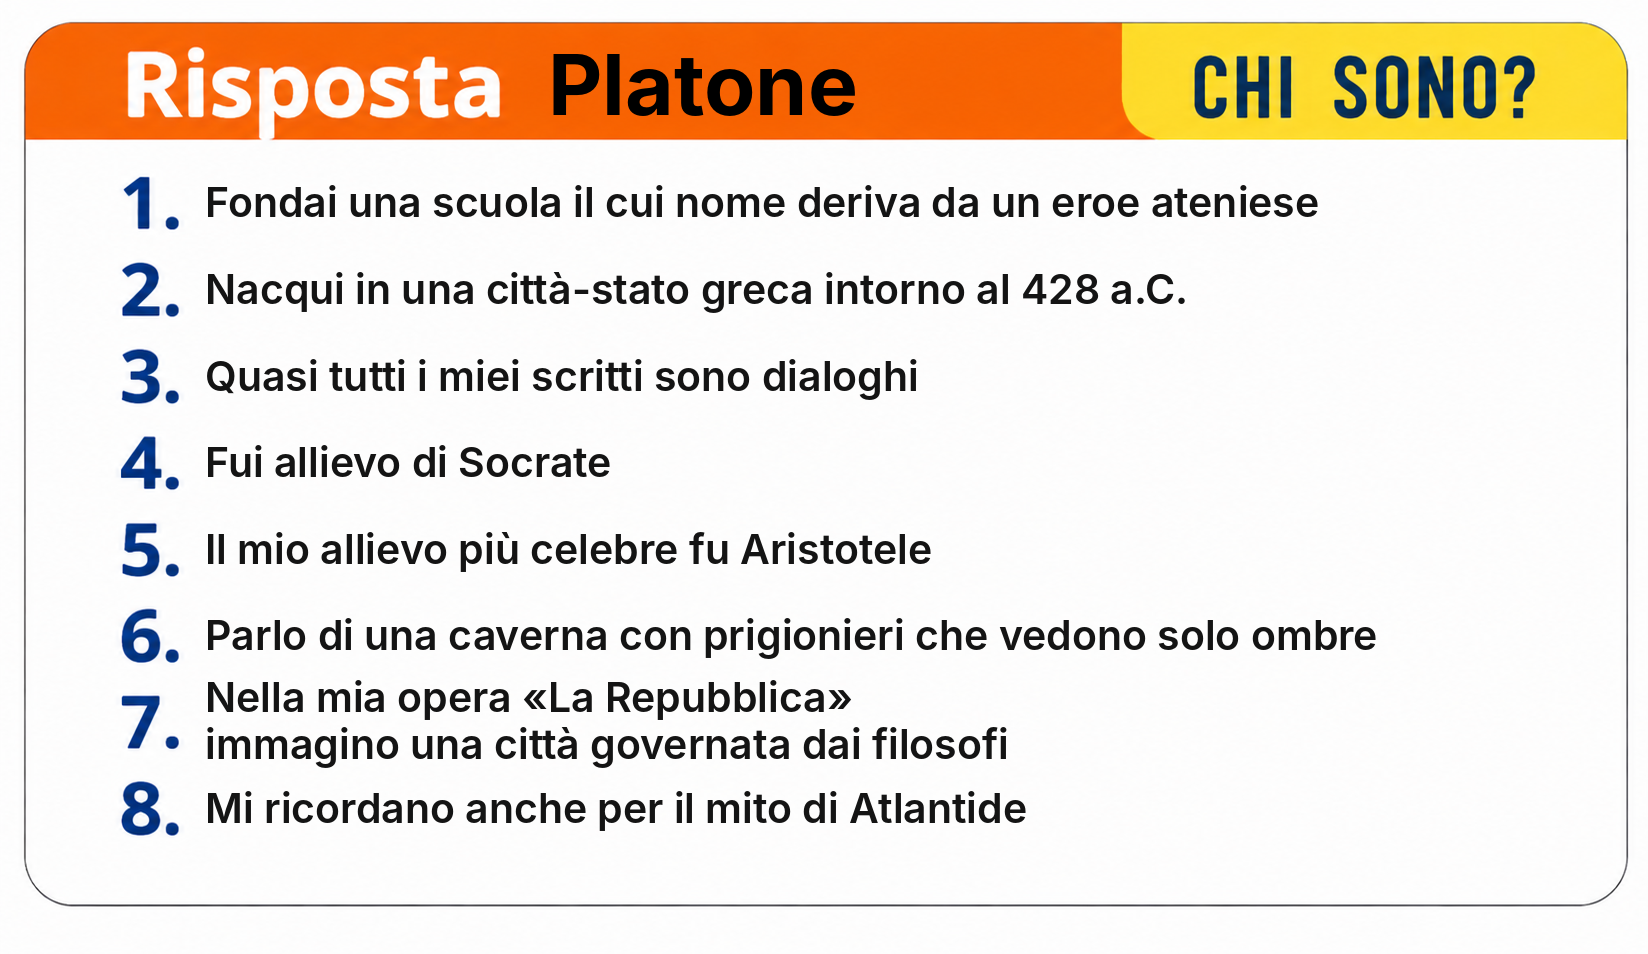 Risposta Platone CHI SONO?
1. Fondai una scuola il cui nome deriva da un eroe ateniese
2. Nacqui in una città-stato greca intorno al 428 a.C.
3. Quasi tutti i miei scritti sono dialoghi
4. Fui allievo di Socrate
5. Il mio allievo più celebre fu Aristotele
6. Parlo di una caverna con prigionieri che vedono solo ombre
7. Nella mia opera «La Repubblica»
immagino una città governata dai filosofi
8. Mi ricordano anche per il mito di Atlantide